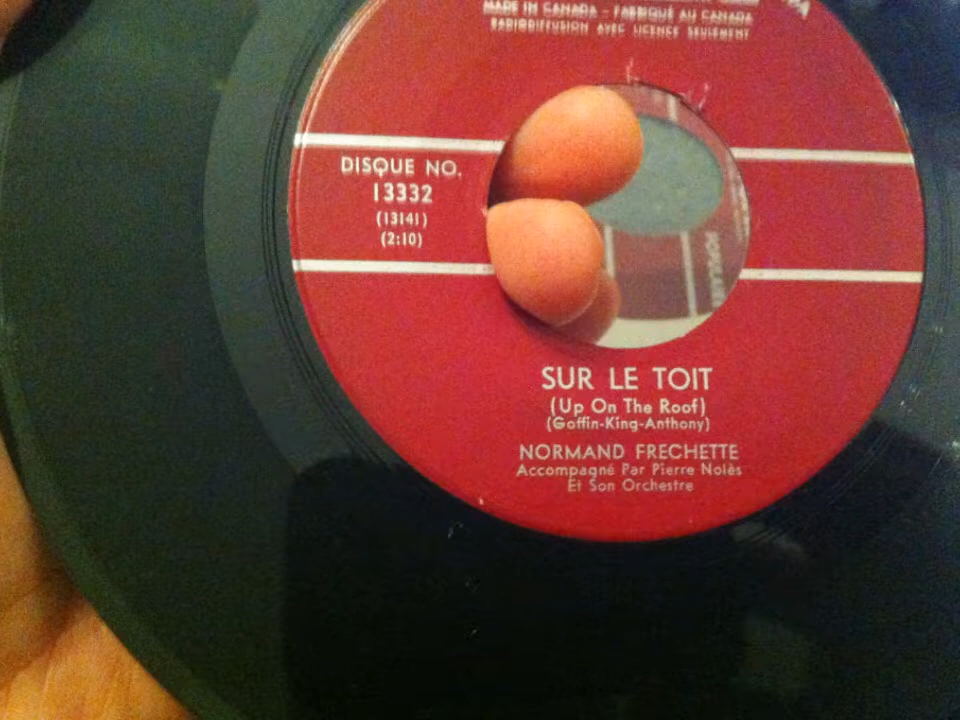 MADE IN CANADA - FABRIQUÉ AU CANADA
RADIODIFFUSION AVEC LICENCE SEULEMENT
DISQUE NO.
13332
(13141)
(2:10)
SUR LE TOIT
(Up On The Roof)
(Goffin-King-Anthony)
NORMAND FRECHETTE
Accompagné Par Pierre Nolès
Et Son Orchestre